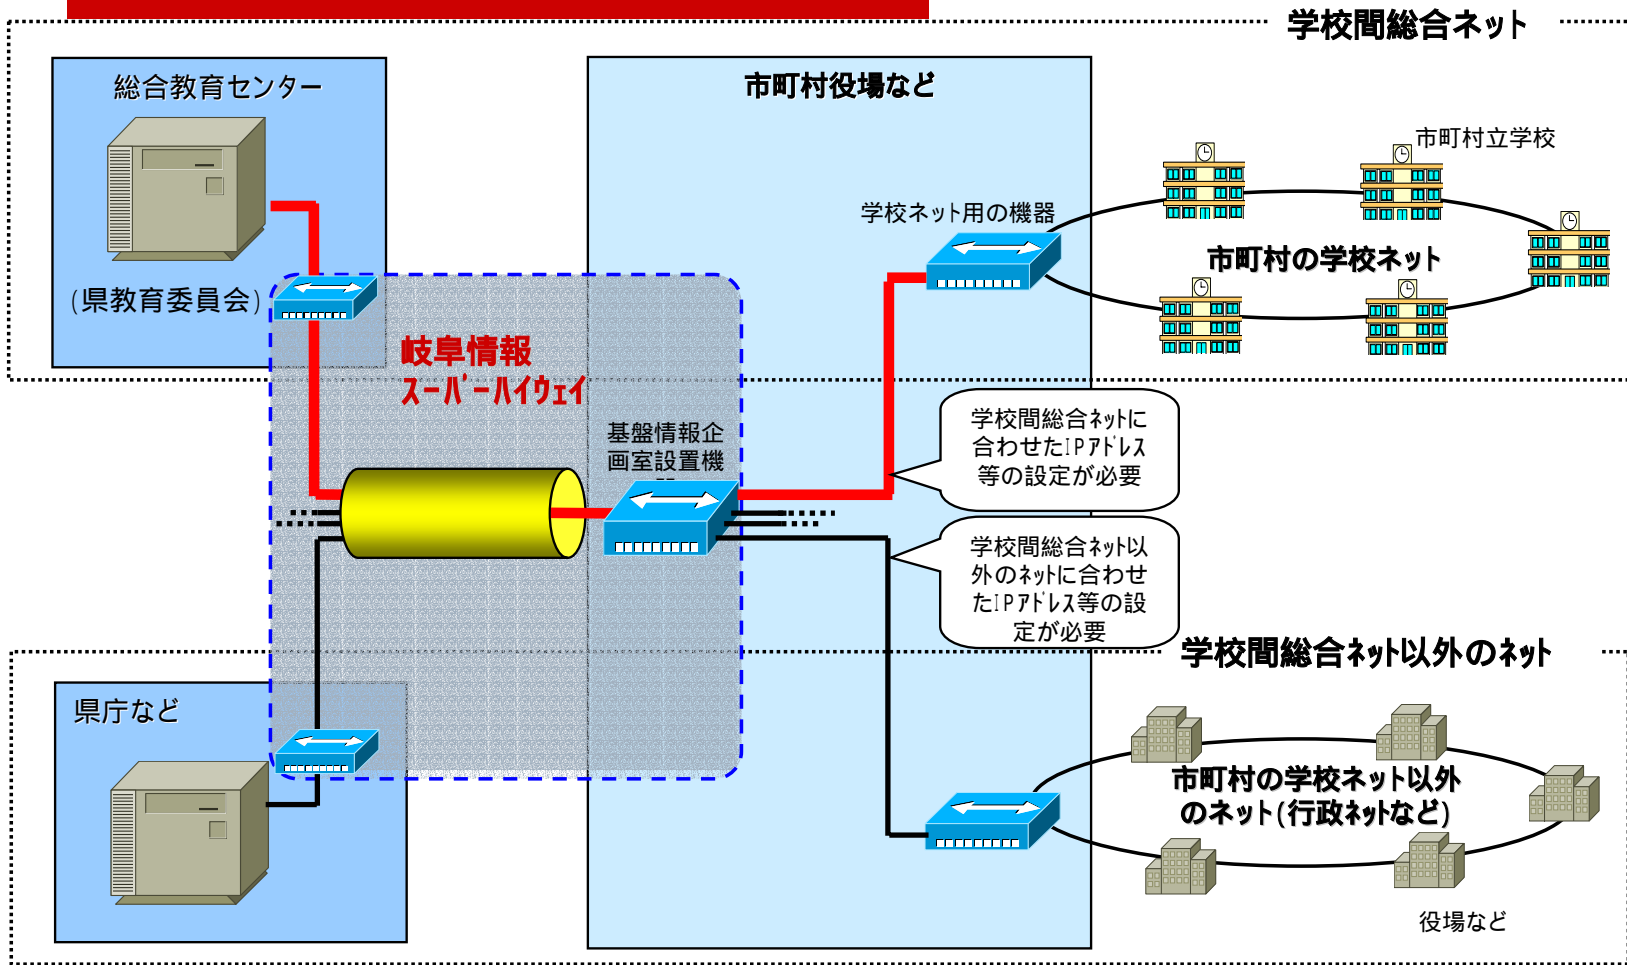 学校間総合ネット
総合教育センター
(県教育委員会)
市町村役場など
学校ネット用の機器
市町村立学校
市町村の学校ネット
岐阜情報
スーパーハイウェイ
基盤情報企
画室設置機
学校間総合ネットに
合わせたIPアドレス
等の設定が必要
学校間総合ネット以
外のネットに合わせ
たIPアドレス等の設
定が必要
学校間総合ネット以外のネット
県庁など
市町村の学校ネット以外
のネット(行政ネットなど)
役場など